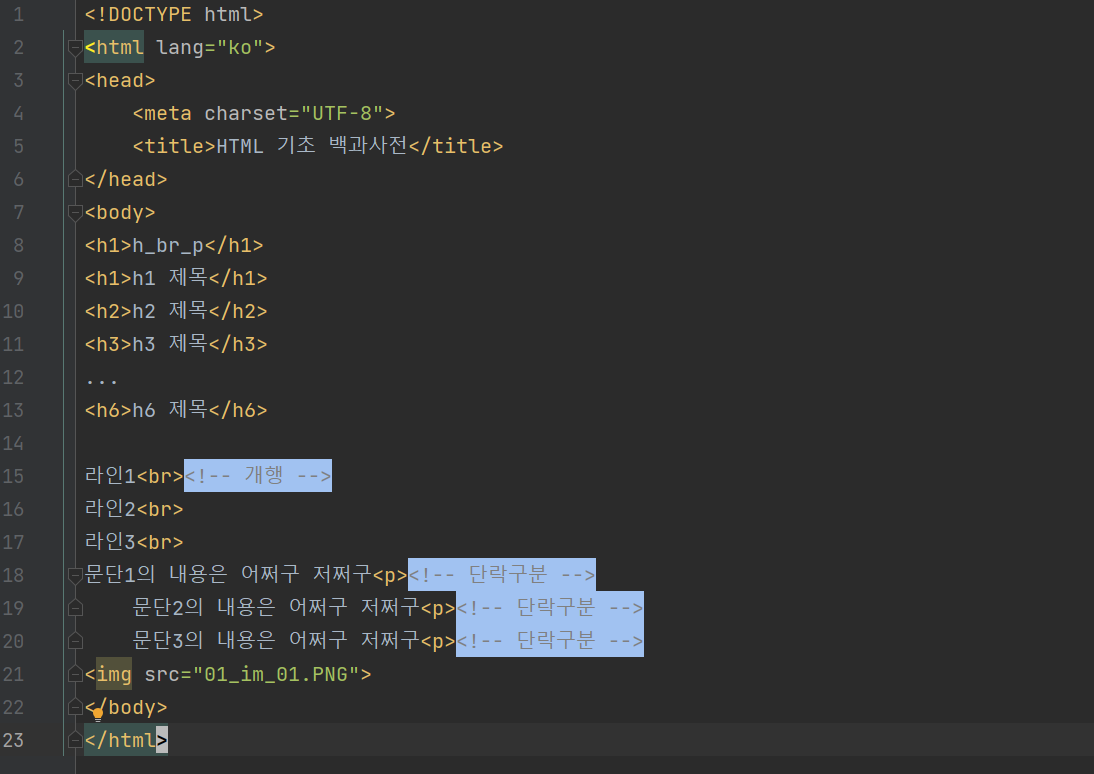 1 <!DOCTYPE html>
2 <html lang="ko">
3 <head>
4 <meta charset="UTF-8">
5 <title>HTML 기초 백과사전</title>
6 </head>
7 <body>
8 <h1>h_br_p</h1>
9 <h1>h1 제목</h1>
10 <h2>h2 제목</h2>
11 <h3>h3 제목</h3>
12 ...
13 <h6>h6 제목</h6>
14
15 라인1<br><!-- 개행 -->
16 라인2<br>
17 라인3<br>
18 문단1의 내용은 어쩌구 저쩌구<p><!-- 단락구분 -->
19 문단2의 내용은 어쩌구 저쩌구<p><!-- 단락구분 -->
20 문단3의 내용은 어쩌구 저쩌구<p><!-- 단락구분 -->
21 <img src="01_im_01.PNG">
22 </body>
23 </html>